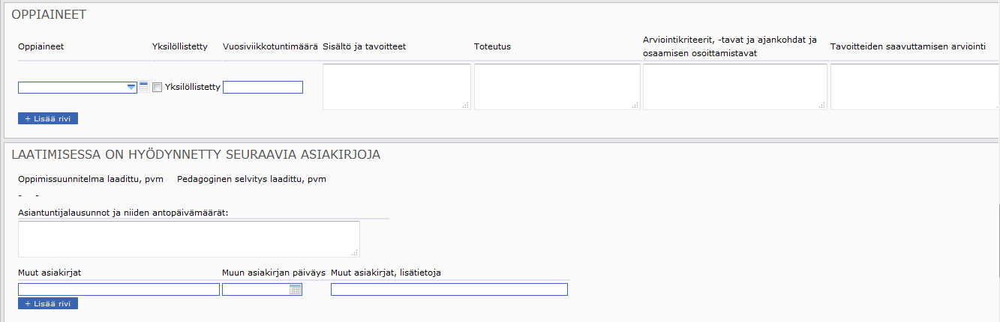 OPPIAINEET
Oppiaineet Yksilöllistetty Vuosiviikkotuntimäärä Sisältö ja tavoitteet Toteutus Arviointikriteerit, -tavat ja ajankohdat ja
osaamisen osoittamistavat Tavoitteiden saavuttamisen arviointi
Yksilöllistetty
+ Lisää rivi
LAATIMISESSA ON HYÖDYNNETTY SEURAAVIA ASIAKIRJOJA
Oppimissuunnitelma laadittu, pvm Pedagoginen selvitys laadittu, pvm
- -
Asiantuntijalausunnot ja niiden antopäivämäärät:
Muut asiakirjat Muun asiakirjan päiväys Muut asiakirjat, lisätietoja
+ Lisää rivi